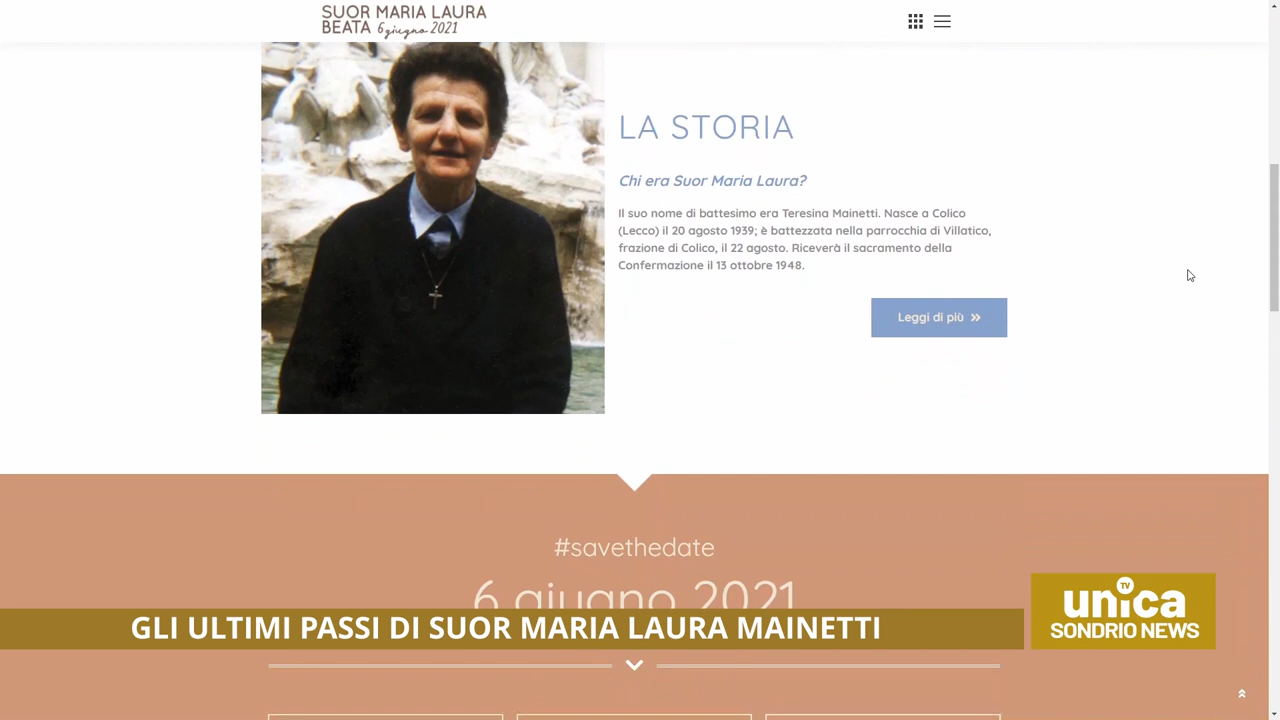 SUOR MARIA LAURA
BEATA 6 giugno 2021
LA STORIA
Chi era Suor Maria Laura?
Il suo nome di battesimo era Teresina Mainetti. Nasce a Colico
(Lecco) il 20 agosto 1939; è battezzata nella parrocchia di Villatico,
frazione di Colico, il 22 agosto. Riceverà il sacramento della
Confermazione il 13 ottobre 1948.
Leggi di più
#savethedate
6 giugno 2021
GLI ULTIMI PASSI DI SUOR MARIA LAURA MAINETTI
TV
unica
SONDRIO NEWS